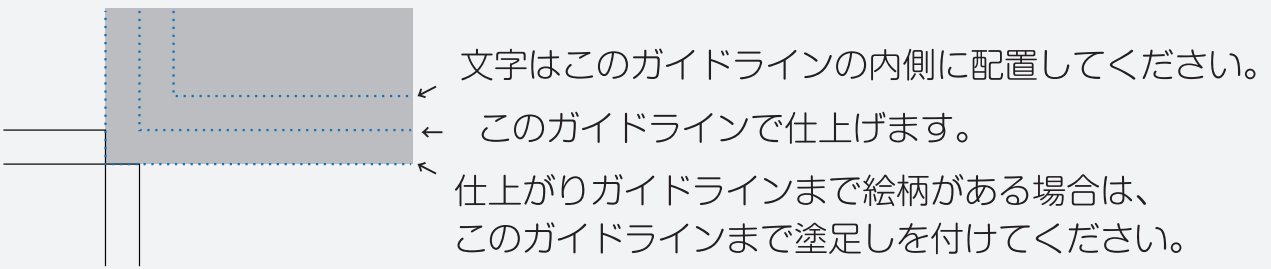 文字はこのガイドラインの内側に配置してください。
このガイドラインで仕上げます。
仕上がりガイドラインまで絵柄がある場合は、
このガイドラインまで塗足しを付けてください。